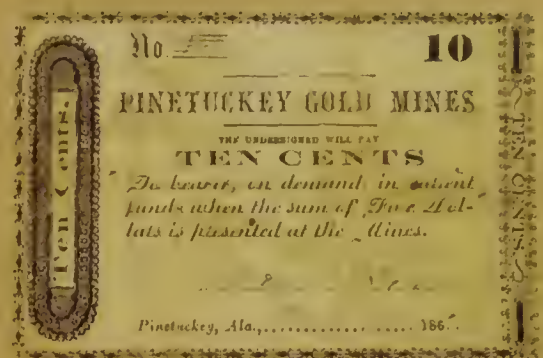 No.
10
Ten Cents.
PINETUCKEY GOLD MINES
THE UNDERSIGNED WILL PAY
TEN CENTS
To bearer, on demand, in current
funds when the sum of Five Dol-
lars is presented at the Mines.
Pinetuckey, Ala., 186
TEN CENTS